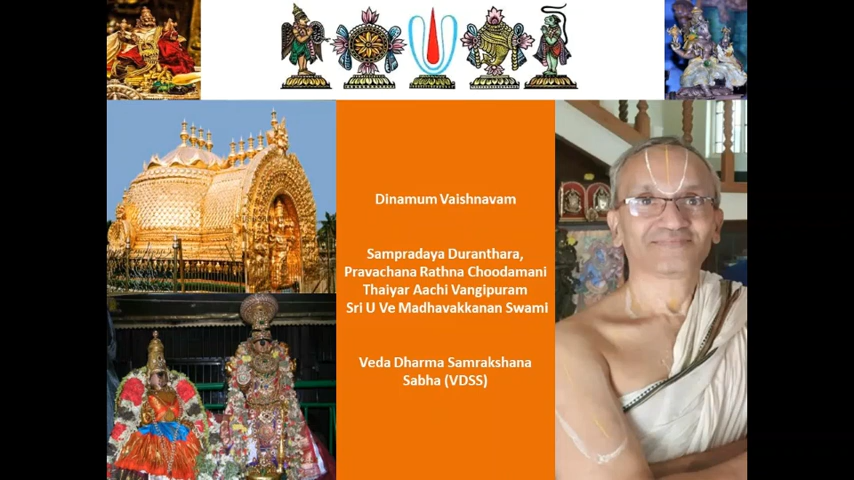 Dinamum Vaishnavam
Sampradaya Duranthara,
Pravachana Rathna Choodamani
Thaiyar Aachi Vangipuram
Sri U Ve Madhavakkanan Swami
Veda Dharma Samrakshana
Sabha (VDSS)